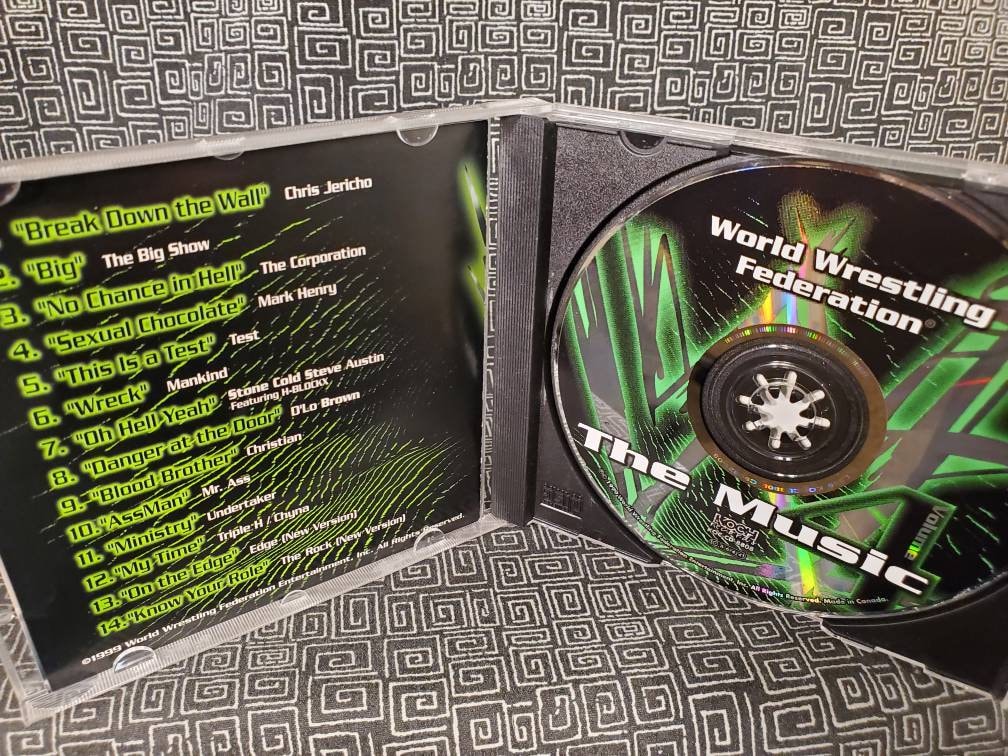 "Break Down the Wall" Chris Jericho
2. "Big" The Big Show
3. "No Chance in Hell" The Corporation
4. "Sexual Chocolate" Mark Henry
5. "This Is a Test" Test
6. "Wreck" Mankind
7. "Oh Hell Yeah" Stone Cold Steve Austin
Featuring H-BLOCKX
8. "Danger at the Door" D'Lo Brown
9. "Blood Brother" Christian
10. "AssMan" Mr. Ass
11. "Ministry" Undertaker
12. "My Time" Triple-H / Chyna
13. "On the Edge" Edge (New Version)
14. "Know Your Role" The Rock (New Version)
©1999 World Wrestling Federation Entertainment, Inc. All Rights Reserved.
World Wrestling
Federation®
The Music
Volume
KOCH
All Rights Reserved. Made in Canada.